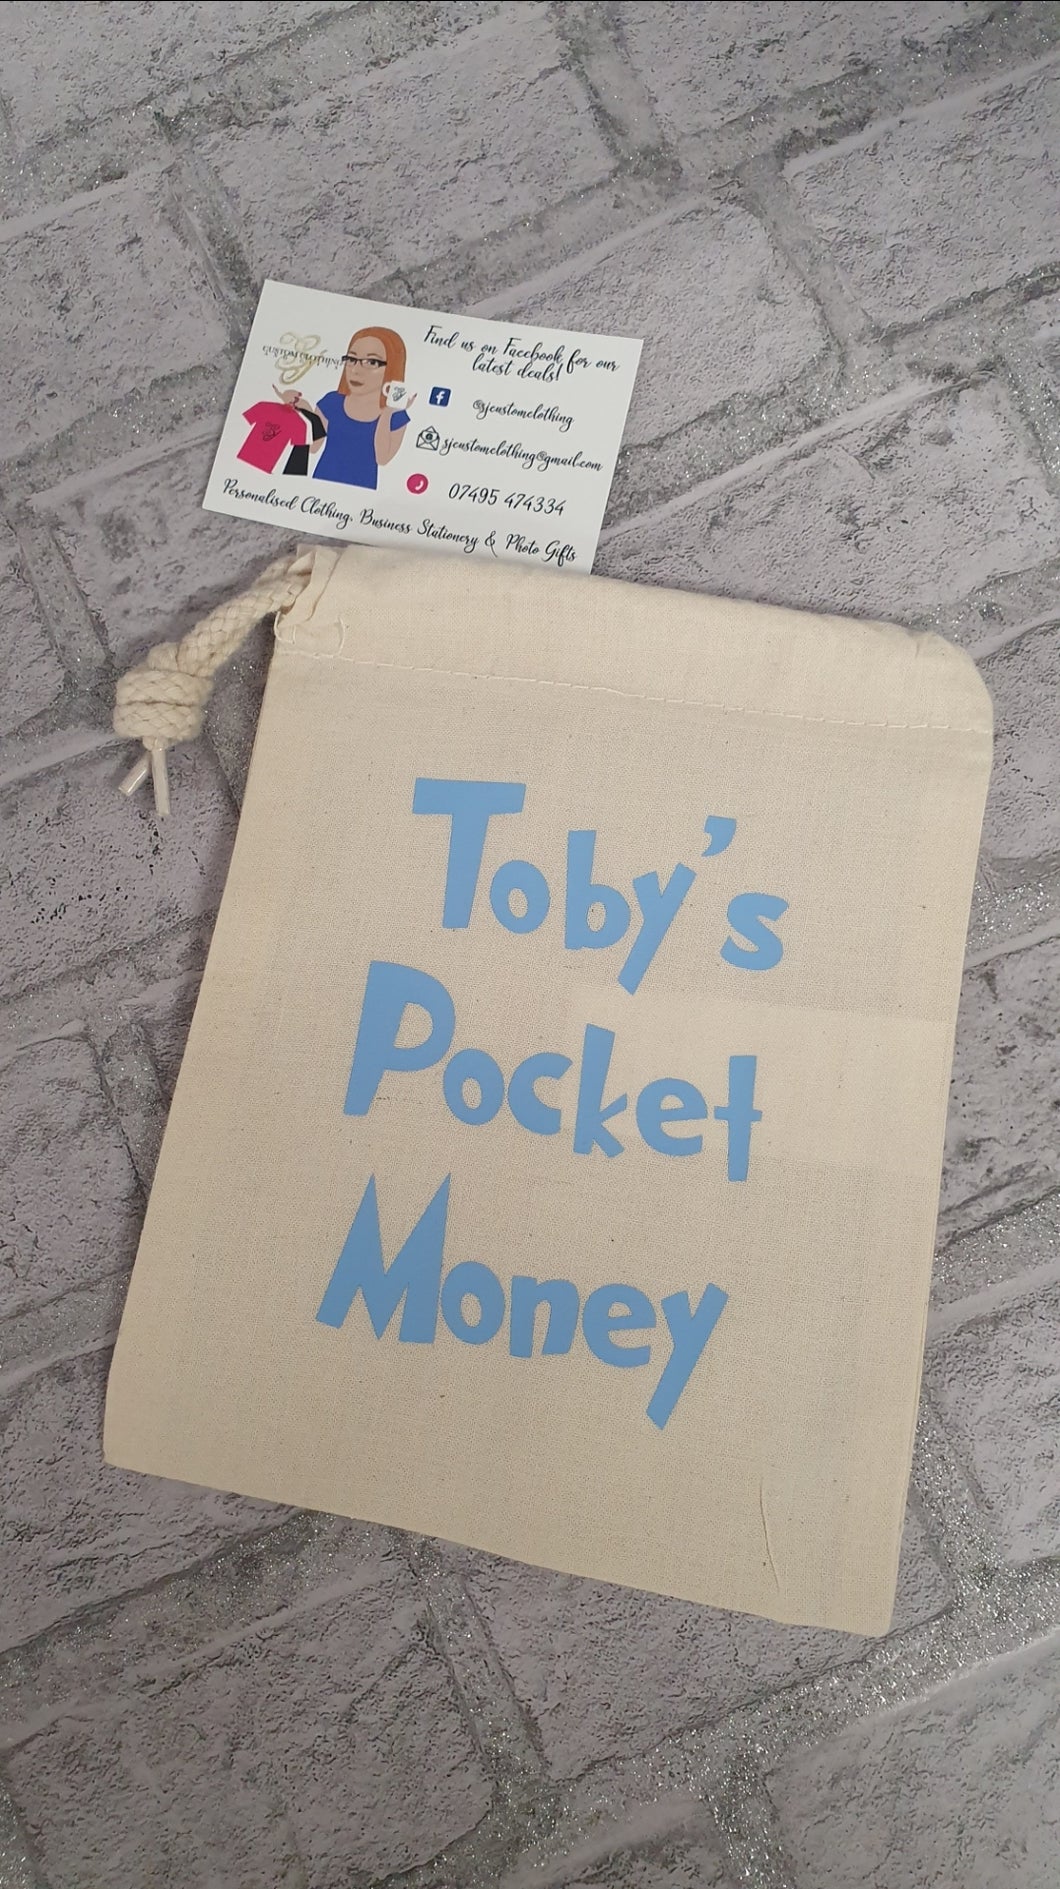 Find us on Facebook for our
latest deals!
@sjcustomclothing
sjcustomclothing@gmail.com
07495 474334
Personalised Clothing, Business Stationery & Photo Gifts
Toby's
Pocket
Money